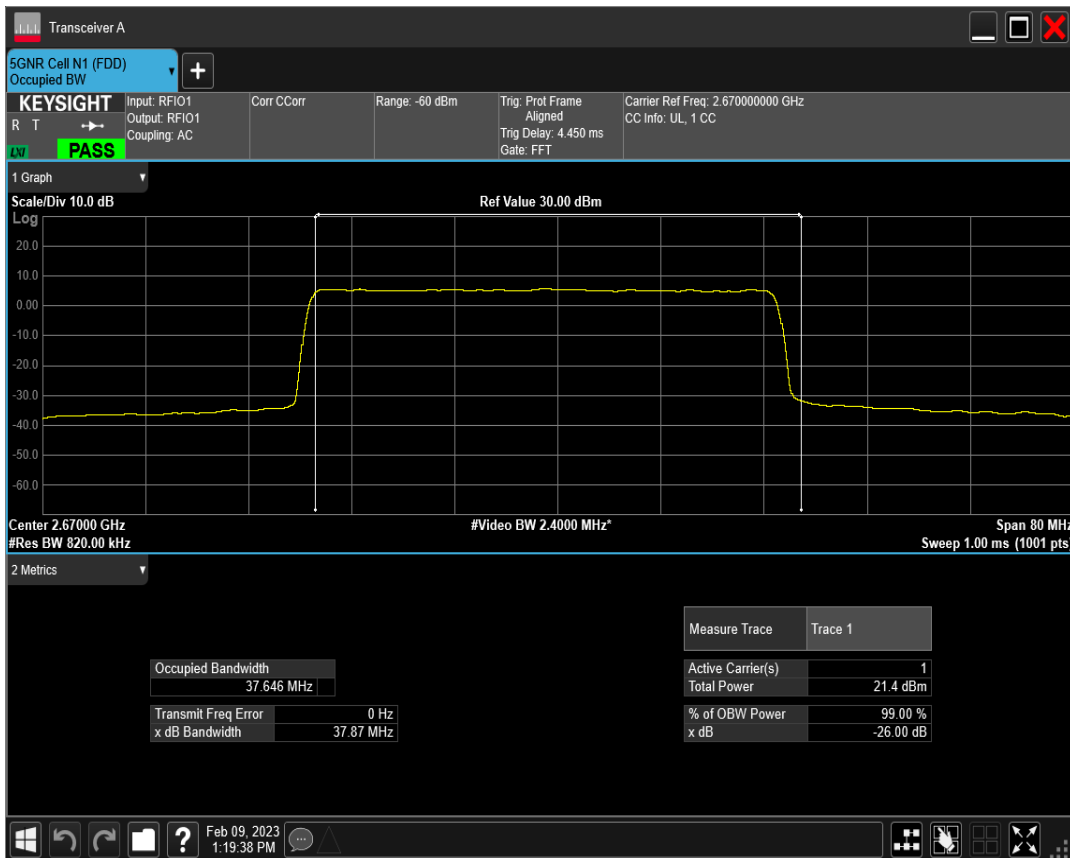 Transceiver A
5GNR Cell N1 (FDD)
Occupied BW
KEYSIGHT
R T
LXI
PASS
Input: RFIO1
Output: RFIO1
Coupling: AC
Corr CCorr
Range: -60 dBm
Trig: Prot Frame
Aligned
Trig Delay: 4.450 ms
Gate: FFT
Carrier Ref Freq: 2.670000000 GHz
CC Info: UL, 1 CC
1 Graph
Scale/Div 10.0 dB
Ref Value 30.00 dBm
Log
20.0
10.0
0.00
-10.0
-20.0
-30.0
-40.0
-50.0
-60.0
Center 2.67000 GHz
#Video BW 2.4000 MHz*
Span 80 MHz
#Res BW 820.00 kHz
Sweep 1.00 ms (1001 pts)
2 Metrics
Measure Trace Trace 1
Occupied Bandwidth
37.646 MHz
Active Carrier(s) 1
Total Power 21.4 dBm
Transmit Freq Error 0 Hz
x dB Bandwidth 37.87 MHz
% of OBW Power 99.00 %
x dB -26.00 dB
?
Feb 09, 2023
1:19:38 PM